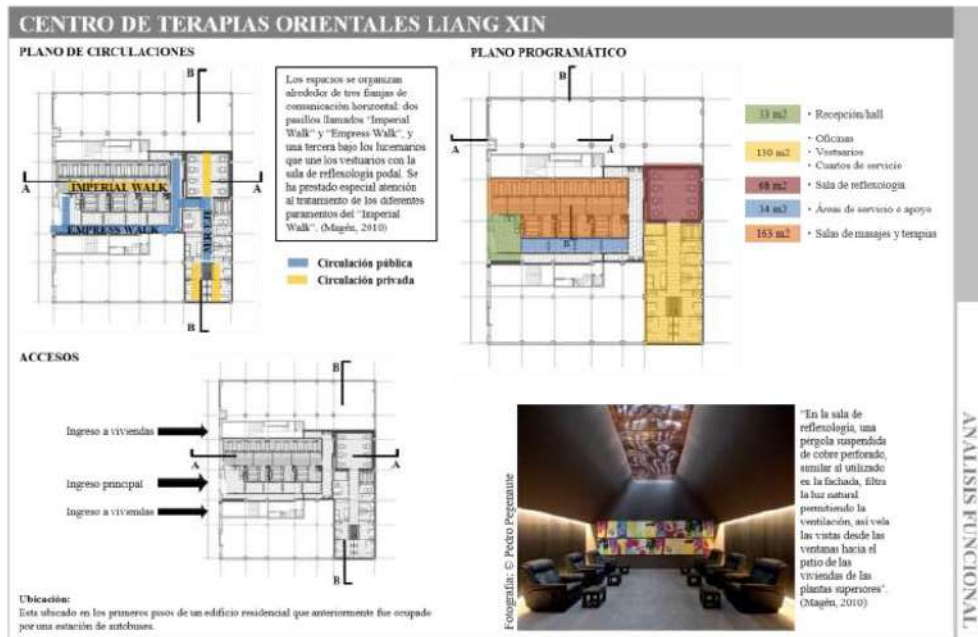 CENTRO DE TERAPIAS ORIENTALES LIANG XIN
PLANO DE CIRCULACIONES
B
A
A
IMPERIAL WALK
EMPRESS WALK
B
Los espacios se organizan
alrededor de tres franjas de
comunicación horizontal: dos
pasillos llamados "Imperial
Walk" y "Empress Walk", y
una tercera bajo los lucernarios
que une los vestuarios con la
sala de reflexología podal. Se
ha prestado especial atención
al tratamiento de los diferentes
paramentos del "Imperial
Walk". (Magén, 2010)
Circulación pública
Circulación privada
PLANO PROGRAMÁTICO
B
A
A
B
33 m2 • Recepción/hall
• Oficinas
130 m2 • Vestuarios
• Cuartos de servicio
68 m2 • Sala de reflexología
34 m2 • Áreas de servicio o apoyo
163 m2 • Salas de masajes y terapias
ACCESOS
B
Ingreso a viviendas
A
A
Ingreso principal
Ingreso a viviendas
B
Ubicación:
Esta ubicado en los primeros pisos de un edificio residencial que anteriormente fue ocupado
por una estación de autobuses.
Fotografía: © Pedro Pegenaute
"En la sala de
reflexología, una
pérgola suspendida
de cobre perforado,
similar al utilizado
en la fachada, filtra
la luz natural
permitiendo la
ventilación, así vela
las vistas desde las
ventanas hacia el
patio de las
viviendas de las
plantas superiores".
(Magén, 2010)
ANALISIS FUNCIONAL